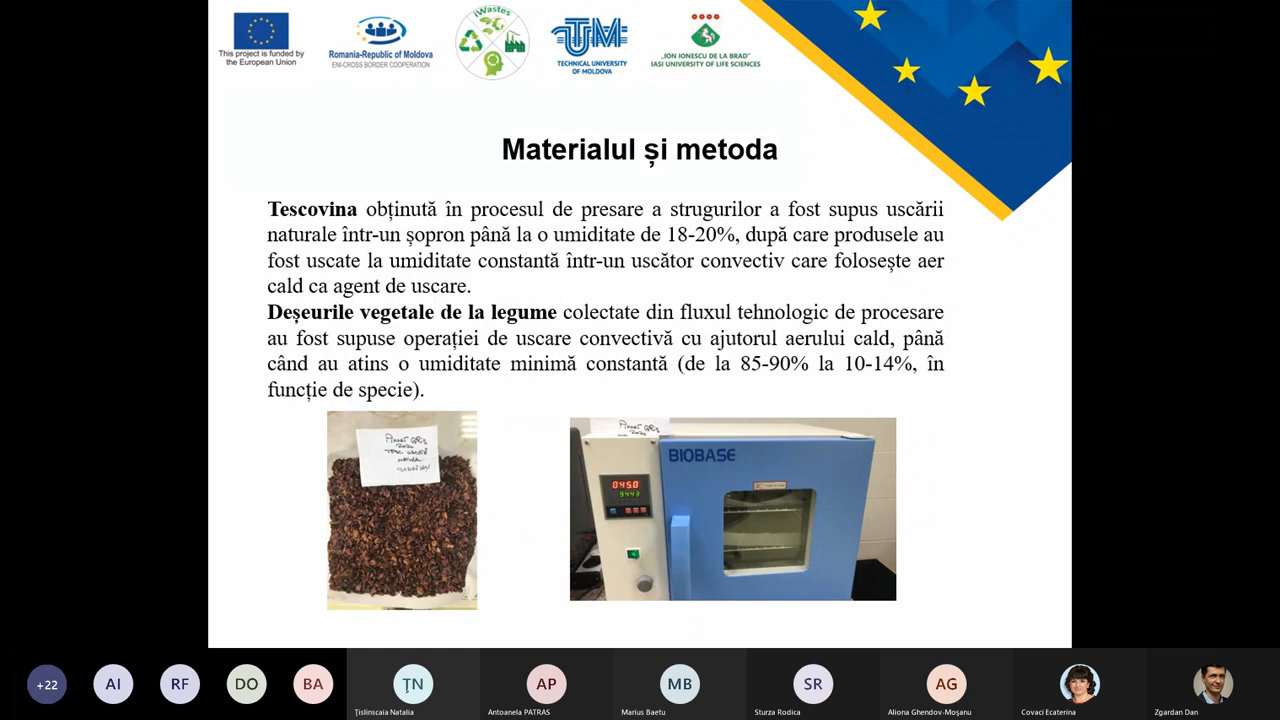 This project is funded by
the European Union
Romania-Republic of Moldova
ENI-CROSS BORDER COOPERATION
iWastes
UTM
TECHNICAL UNIVERSITY
OF MOLDOVA
„ION IONESCU DE LA BRAD”
IASI UNIVERSITY OF LIFE SCIENCES
Materialul și metoda
Tescovina obținută în procesul de presare a strugurilor a fost supus uscării
naturale într-un șopron până la o umiditate de 18-20%, după care produsele au
fost uscate la umiditate constantă într-un uscător convectiv care folosește aer
cald ca agent de uscare.
Deșeurile vegetale de la legume colectate din fluxul tehnologic de procesare
au fost supuse operației de uscare convectivă cu ajutorul aerului cald, până
când au atins o umiditate minimă constantă (de la 85-90% la 10-14%, în
funcție de specie).
2020
BIOBASE
+22
AI
RF
DO
BA
ȚN
AP
MB
SR
AG
Țislinscaia Natalia
Antoanela PATRAS
Marius Baetu
Sturza Rodica
Aliona Ghendov-Moşanu
Covaci Ecaterina
Zgardan Dan